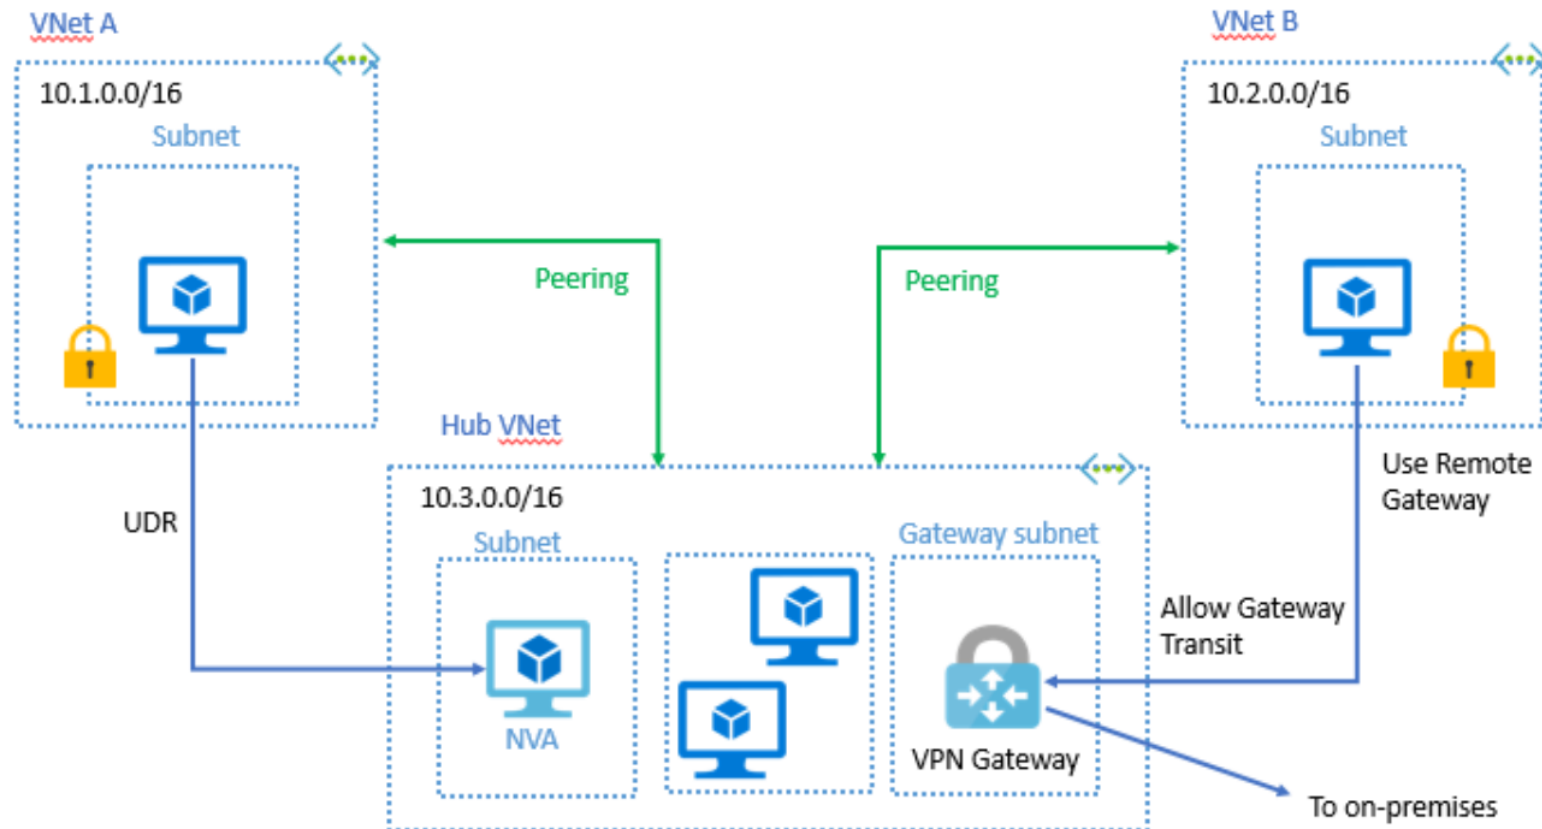 VNet A
10.1.0.0/16
Subnet
VNet B
10.2.0.0/16
Subnet
Peering
Peering
UDR
Use Remote
Gateway
Hub VNet
10.3.0.0/16
Subnet
NVA
Gateway subnet
VPN Gateway
Allow Gateway
Transit
To on-premises